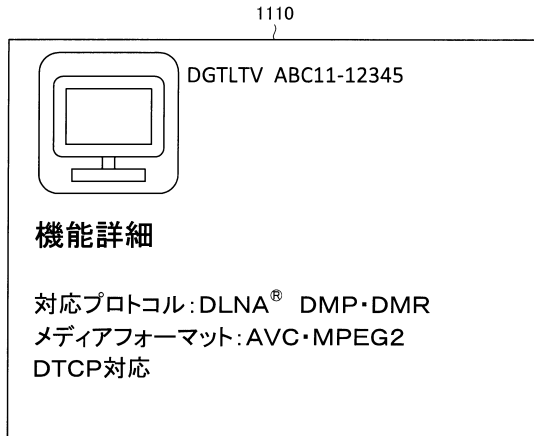 1110
DGTLTV ABC11-12345
機能詳細
対応プロトコル:DLNA® DMP・DMR
メディアフォーマット:AVC・MPEG2
DTCP対応